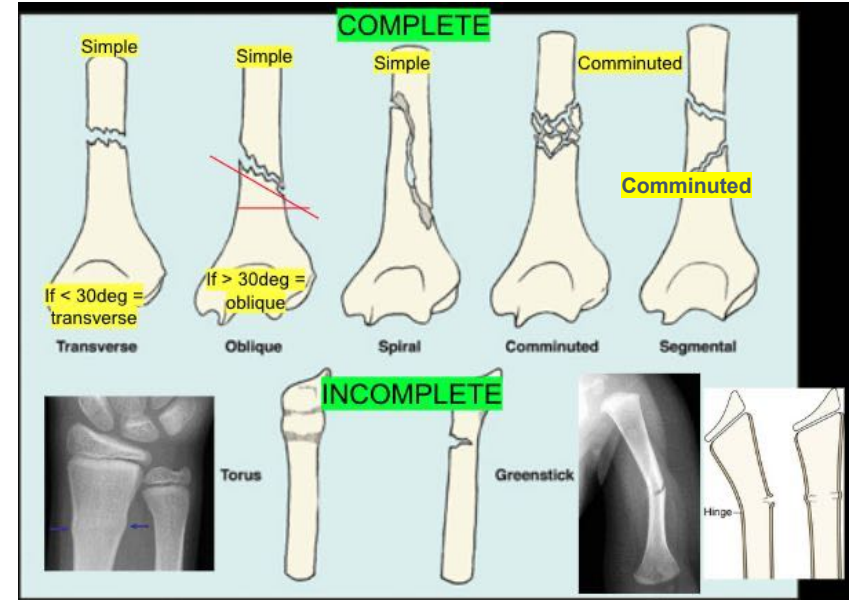 COMPLETE
Simple
Simple
Simple
Comminuted
Comminuted
If < 30deg =
transverse
If > 30deg =
oblique
Transverse
Oblique
Spiral
Comminuted
Segmental
INCOMPLETE
Torus
Greenstick
Hinge